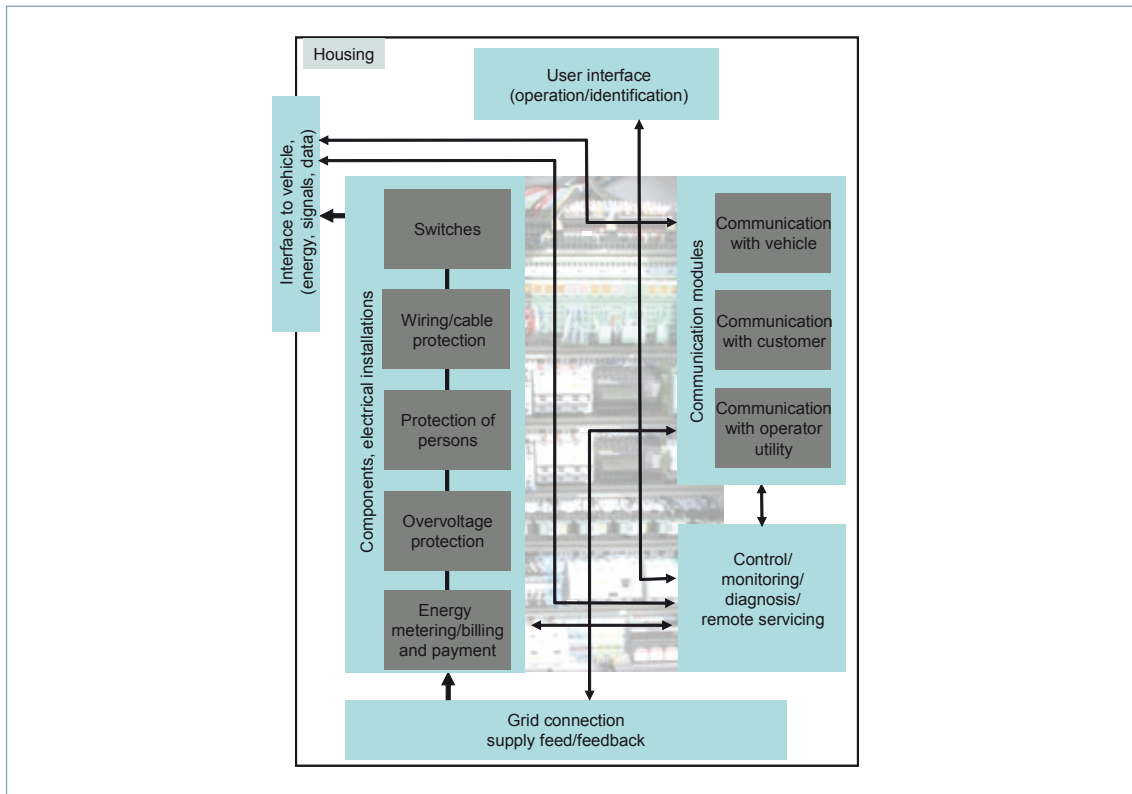 Housing
User interface
(operation/identification)
Interface to vehicle,
(energy, signals, data)
Components, electrical installations
Switches
Wiring/cable
protection
Protection of
persons
Overvoltage
protection
Energy
metering/billing
and payment
Communication modules
Communication
with vehicle
Communication
with customer
Communication
with operator
utility
Control/
monitoring/
diagnosis/
remote servicing
Grid connection
supply feed/feedback